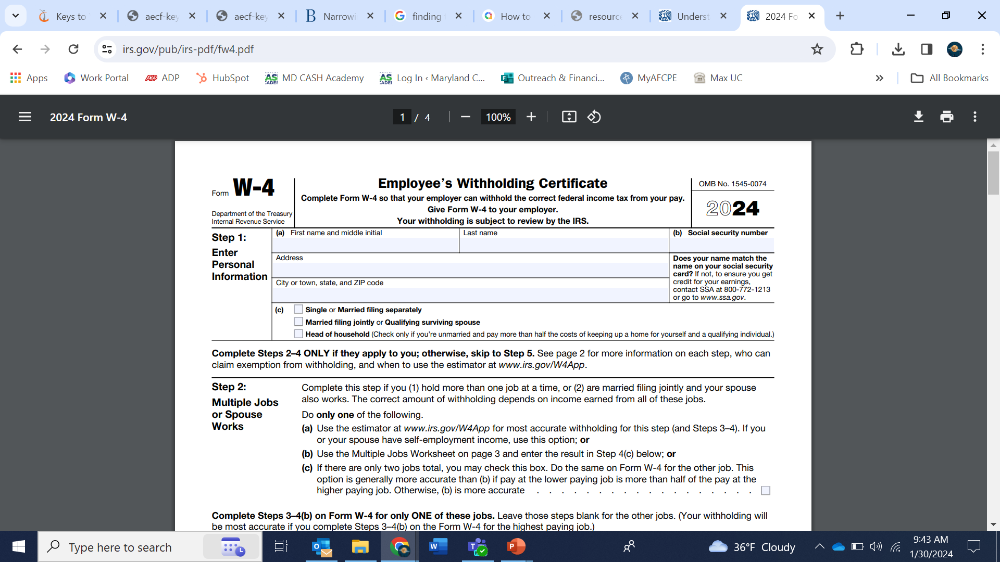 Keys to
aecf-key
aecf-key
Narrowi
finding
How to
resource
Underst
2024 Fo
irs.gov/pub/irs-pdf/fw4.pdf
Apps
Work Portal
ADP
HubSpot
MD CASH Academy
Log In ‹ Maryland C...
Outreach & Financi...
MyAFCPE
Max UC
All Bookmarks
2024 Form W-4
1 / 4
100%
Form W-4
Department of the Treasury
Internal Revenue Service
Employee's Withholding Certificate
Complete Form W-4 so that your employer can withhold the correct federal income tax from your pay.
Give Form W-4 to your employer.
Your withholding is subject to review by the IRS.
OMB No. 1545-0074
2024
Step 1:
Enter
Personal
Information
(a) First name and middle initial
Last name
(b) Social security number
Address
City or town, state, and ZIP code
Does your name match the
name on your social security
card? If not, to ensure you get
credit for your earnings,
contact SSA at 800-772-1213
or go to www.ssa.gov.
(c) Single or Married filing separately
Married filing jointly or Qualifying surviving spouse
Head of household (Check only if you're unmarried and pay more than half the costs of keeping up a home for yourself and a qualifying individual.)
Complete Steps 2–4 ONLY if they apply to you; otherwise, skip to Step 5. See page 2 for more information on each step, who can
claim exemption from withholding, and when to use the estimator at www.irs.gov/W4App.
Step 2:
Multiple Jobs
or Spouse
Works
Complete this step if you (1) hold more than one job at a time, or (2) are married filing jointly and your spouse
also works. The correct amount of withholding depends on income earned from all of these jobs.
Do only one of the following.
(a) Use the estimator at www.irs.gov/W4App for most accurate withholding for this step (and Steps 3–4). If you
or your spouse have self-employment income, use this option; or
(b) Use the Multiple Jobs Worksheet on page 3 and enter the result in Step 4(c) below; or
(c) If there are only two jobs total, you may check this box. Do the same on Form W-4 for the other job. This
option is generally more accurate than (b) if pay at the lower paying job is more than half of the pay at the
higher paying job. Otherwise, (b) is more accurate . . . . . . . . . . . . . . . . . .
Complete Steps 3–4(b) on Form W-4 for only ONE of these jobs. Leave those steps blank for the other jobs. (Your withholding will
be most accurate if you complete Steps 3–4(b) on the Form W-4 for the highest paying job.)
Type here to search
36°F Cloudy
9:43 AM
1/30/2024